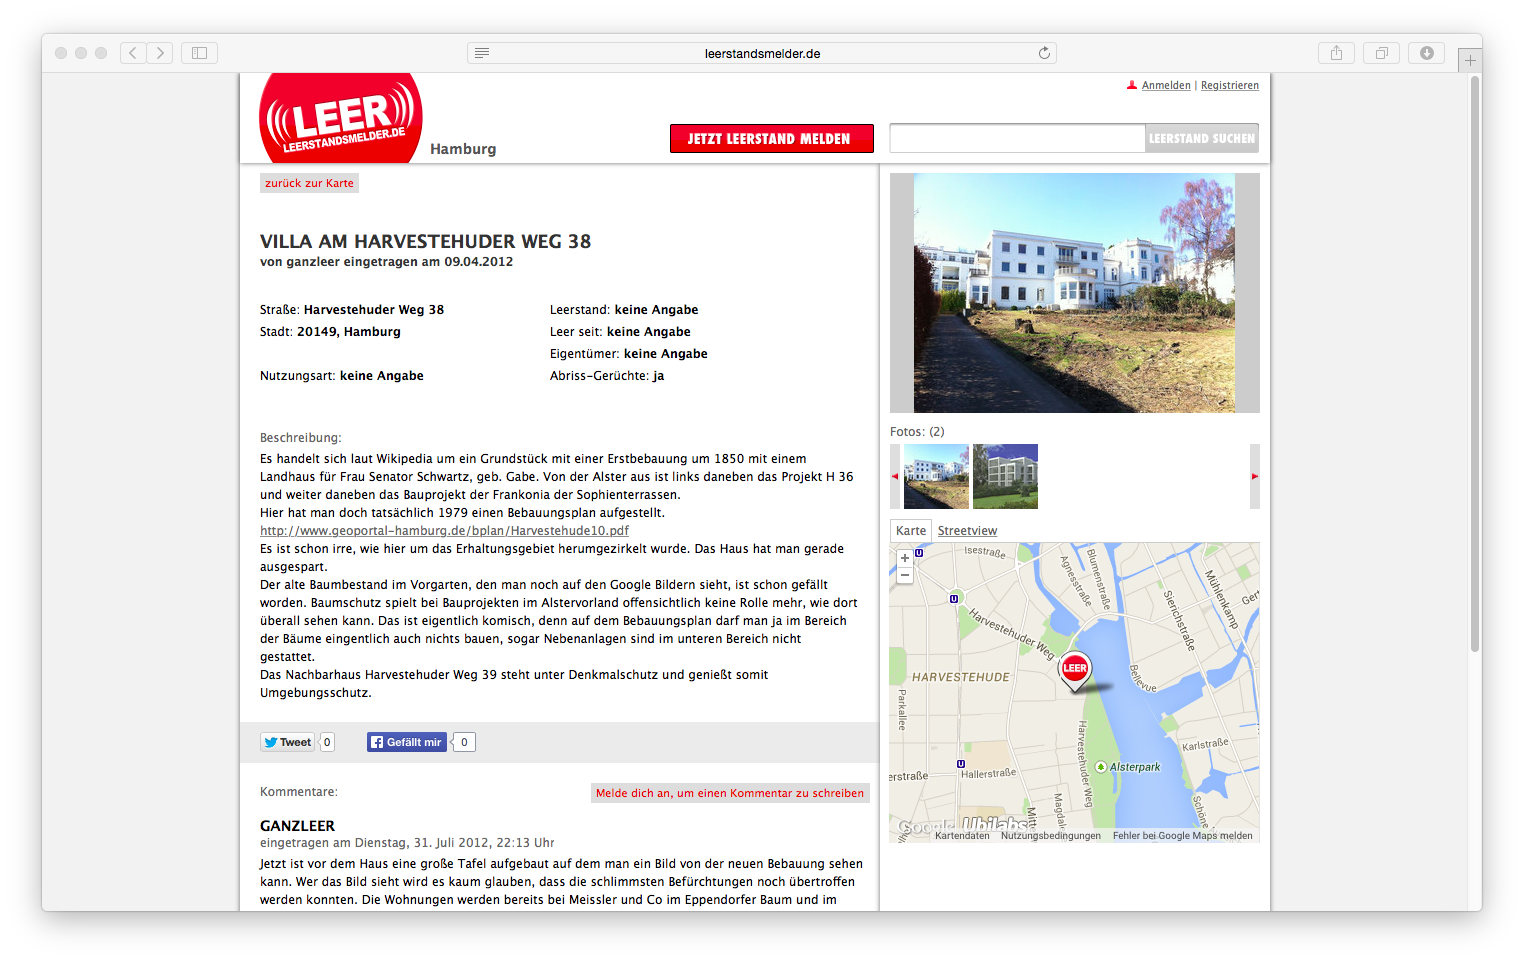 leerstandsmelder.de
Anmelden | Registrieren
LEER
LEERSTANDSMELDER.DE
Hamburg
JETZT LEERSTAND MELDEN
LEERSTAND SUCHEN
zurück zur Karte
VILLA AM HARVESTEHUDER WEG 38
von ganzleer eingetragen am 09.04.2012
Straße: Harvestehuder Weg 38
Stadt: 20149, Hamburg
Nutzungsart: keine Angabe
Leerstand: keine Angabe
Leer seit: keine Angabe
Eigentümer: keine Angabe
Abriss-Gerüchte: ja
Beschreibung:
Es handelt sich laut Wikipedia um ein Grundstück mit einer Erstbebauung um 1850 mit einem
Landhaus für Frau Senator Schwartz, geb. Gabe. Von der Alster aus ist links daneben das Projekt H 36
und weiter daneben das Bauprojekt der Frankonia der Sophienterrassen.
Hier hat man doch tatsächlich 1979 einen Bebauungsplan aufgestellt.
http://www.geoportal-hamburg.de/bplan/Harvestehude10.pdf
Es ist schon irre, wie hier um das Erhaltungsgebiet herumgezirkelt wurde. Das Haus hat man gerade
ausgespart.
Der alte Baumbestand im Vorgarten, den man noch auf den Google Bildern sieht, ist schon gefällt
worden. Baumschutz spielt bei Bauprojekten im Alstervorland offensichtlich keine Rolle mehr, wie dort
überall sehen kann. Das ist eigentlich komisch, denn auf dem Bebauungsplan darf man ja im Bereich
der Bäume eingentlich auch nichts bauen, sogar Nebenanlagen sind im unteren Bereich nicht
gestattet.
Das Nachbarhaus Harvestehuder Weg 39 steht unter Denkmalschutz und genießt somit
Umgebungsschutz.
Tweet 0
Gefällt mir 0
Kommentare:
Melde dich an, um einen Kommentar zu schreiben
GANZLEER
eingetragen am Dienstag, 31. Juli 2012, 22:13 Uhr
Jetzt ist vor dem Haus eine große Tafel aufgebaut auf dem man ein Bild von der neuen Bebauung sehen
kann. Wer das Bild sieht wird es kaum glauben, dass die schlimmsten Befürchtungen noch übertroffen
werden konnten. Die Wohnungen werden bereits bei Meissler und Co im Eppendorfer Baum und im
Fotos: (2)
Karte
Streetview
+
−
U
Isestraße
Agnesstraße
Blumenstraße
Mühlenkamp
Sierichstraße
Gert
U
Harvestehuder Weg
LEER
HARVESTEHUDE
Bellevue
Parkallee
Harvestehuder Weg
Karlstraße
U
Alsterpark
erstraße
Hallerstraße
Magdale
Mitte
Schöne
Google
Ubilabs
Kartendaten
Nutzungsbedingungen
Fehler bei Google Maps melden